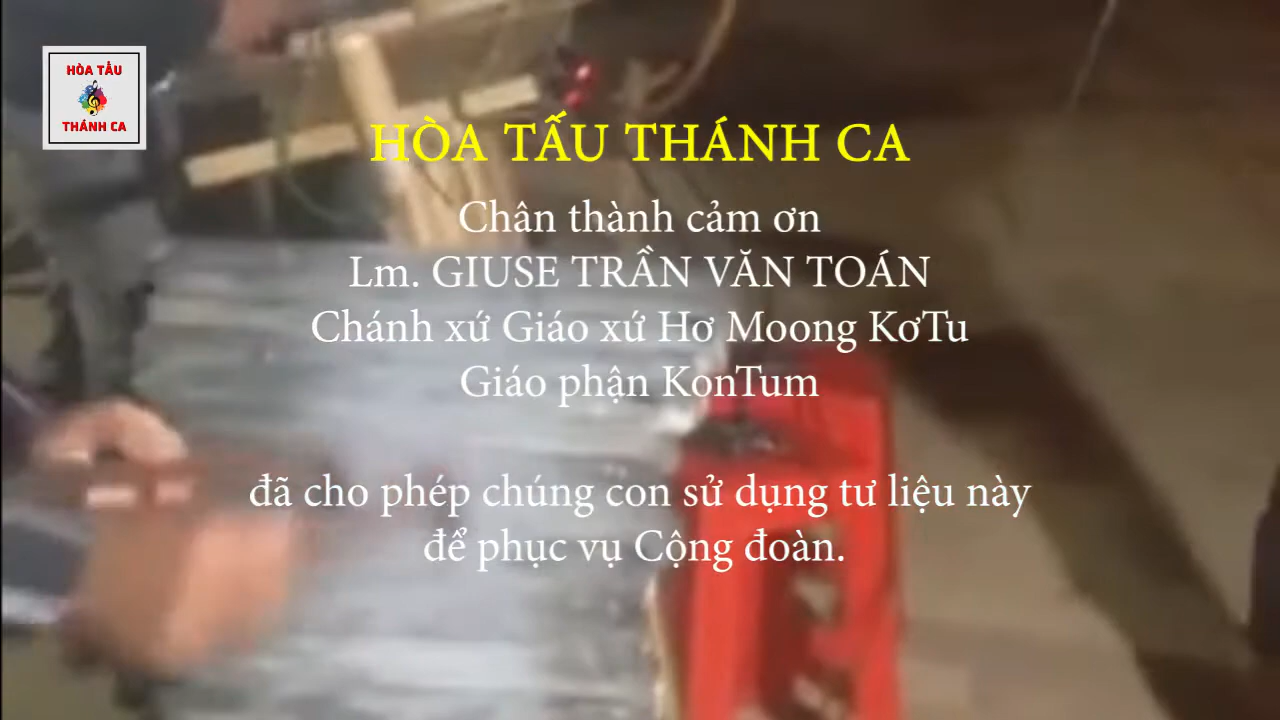 HÒA TẤU
THÁNH CA
HÒA TẤU THÁNH CA
Chân thành cảm ơn
Lm. GIUSE TRẦN VĂN TOÁN
Chánh xứ Giáo xứ Hơ Moong KơTu
Giáo phận KonTum
đã cho phép chúng con sử dụng tư liệu này
để phục vụ Cộng đoàn.